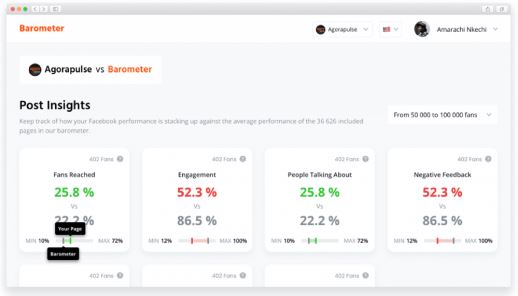 Barometer
Agorapulse
Amarachi Nkechi
Agorapulse vs Barometer
Post Insights
Keep track of how your Facebook performance is stacking up against the average performance of the 36 626 included
pages in our barometer.
From 50 000 to 100 000 fans
402 Fans ?
Fans Reached
25.8 %
Vs
22.2 %
Your Page
MIN 10%
MAX 72%
Barometer
402 Fans ?
Engagement
52.3 %
Vs
86.5 %
MIN 12%
MAX 100%
402 Fans ?
People Talking About
25.8 %
Vs
22.2 %
MIN 10%
MAX 72%
402 Fans ?
Negative Feedback
52.3 %
Vs
86.5 %
MIN 12%
MAX 100%
402 Fans ?
402 Fans ?
402 Fans ?
402 Fans ?